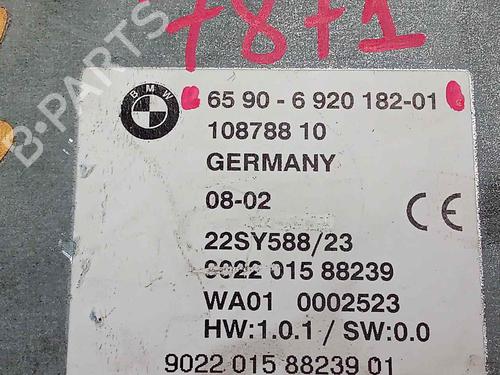 7871
B-PARTS
BMW
65 90 - 6 920 182-01
108788 10
GERMANY
08-02
CE
22SY588/23
9022 015 88239
WA01 0002523
HW:1.0.1 / SW:0.0
9022 015 88239 01